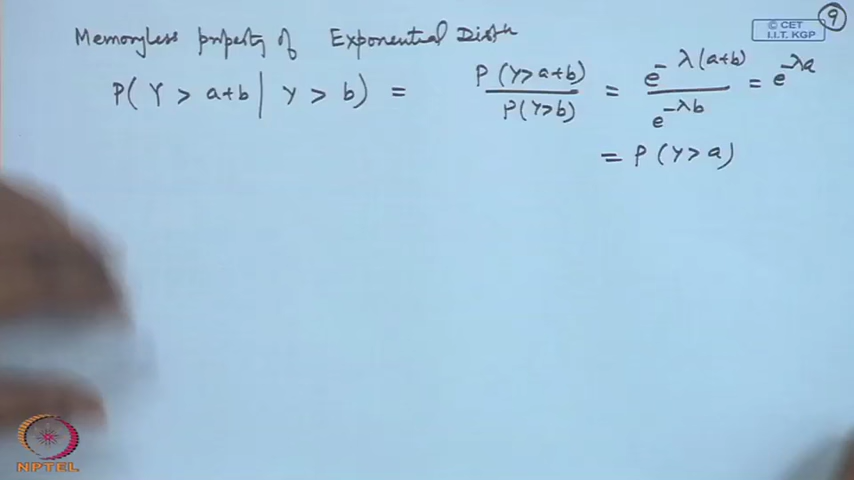 Memoryless property of Exponential Distn
P(Y > a+b | Y > b) = P(Y>a+b) / P(Y>b) = e^{-λ(a+b)} / e^{-λb} = e^{-λa}
= P(Y>a)
© CET
I.I.T. KGP
9
NPTEL